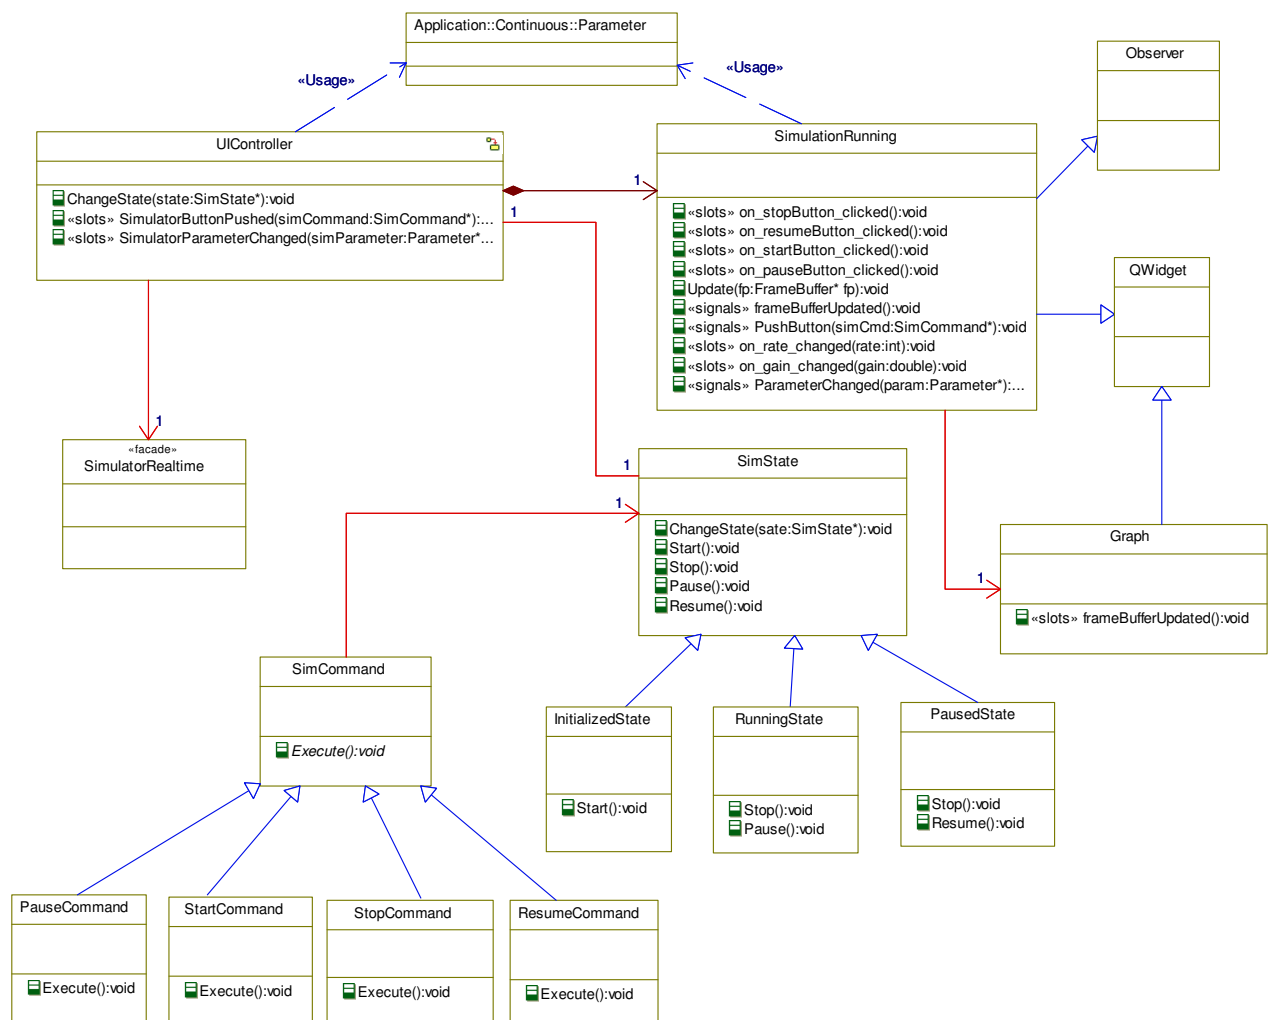 Application::Continuous::Parameter
Observer
«Usage»
«Usage»
UIController
ChangeState(state:SimState*):void
«slots» SimulatorButtonPushed(simCommand:SimCommand*):...
«slots» SimulatorParameterChanged(simParameter:Parameter*...
1
1
SimulationRunning
«slots» on_stopButton_clicked():void
«slots» on_resumeButton_clicked():void
«slots» on_startButton_clicked():void
«slots» on_pauseButton_clicked():void
Update(fp:FrameBuffer* fp):void
«signals» frameBufferUpdated():void
«signals» PushButton(simCmd:SimCommand*):void
«slots» on_rate_changed(rate:int):void
«slots» on_gain_changed(gain:double):void
«signals» ParameterChanged(param:Parameter*):...
QWidget
1
«facade»
SimulatorRealtime
1
1
SimState
ChangeState(sate:SimState*):void
Start():void
Stop():void
Pause():void
Resume():void
1
Graph
«slots» frameBufferUpdated():void
SimCommand
Execute():void
InitializedState
Start():void
RunningState
Stop():void
Pause():void
PausedState
Stop():void
Resume():void
PauseCommand
Execute():void
StartCommand
Execute():void
StopCommand
Execute():void
ResumeCommand
Execute():void